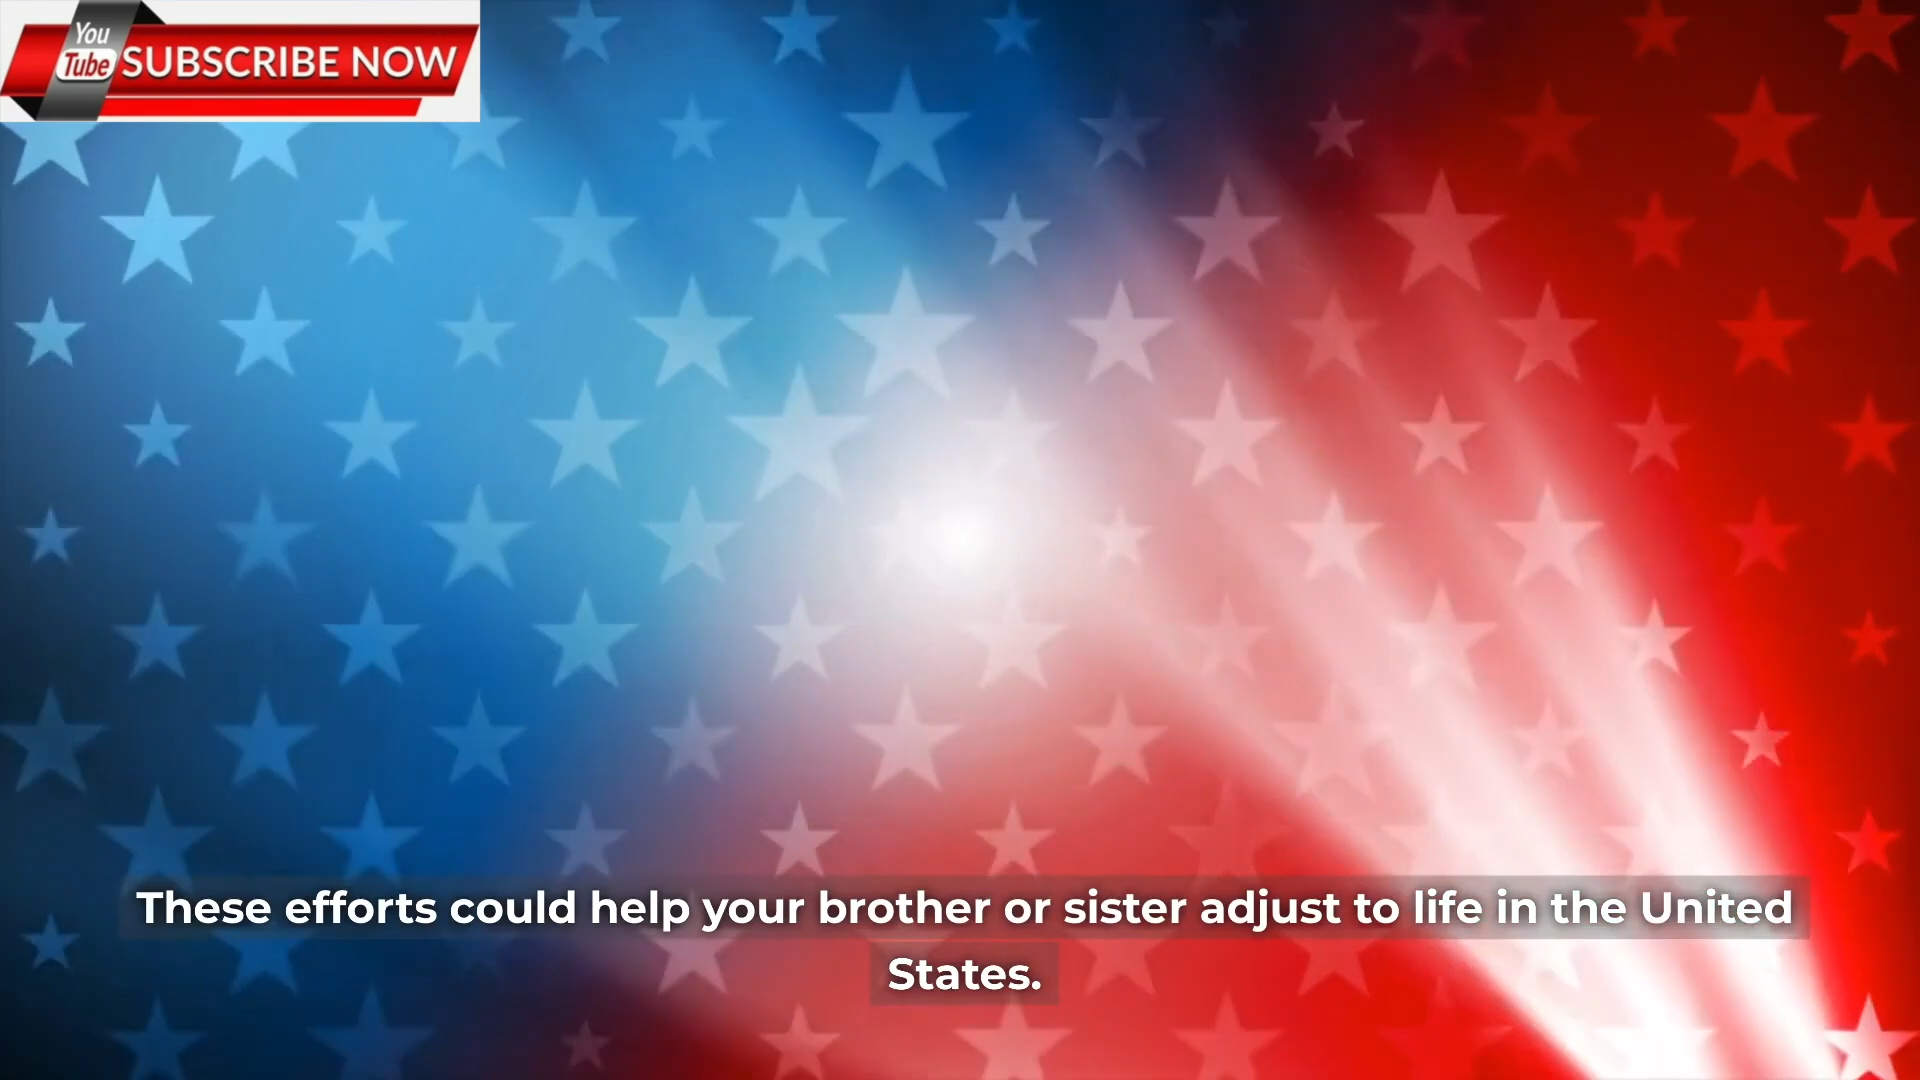 You
Tube
SUBSCRIBE NOW
These efforts could help your brother or sister adjust to life in the United
States.